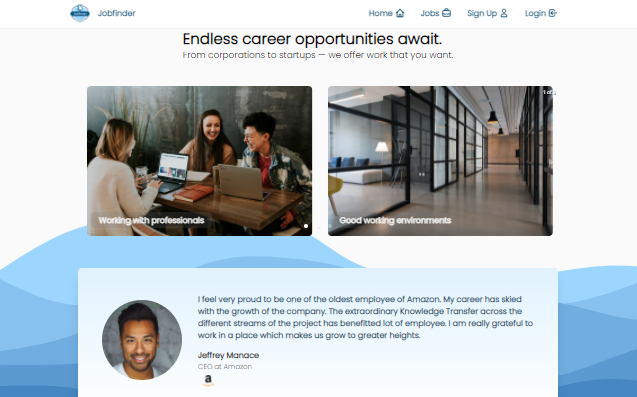 Jobfinder
Home
Jobs
Sign Up
Login
Endless career opportunities await.
From corporations to startups — we offer work that you want.
Working with professionals
Good working environments
I feel very proud to be one of the oldest employee of Amazon. My career has skied
with the growth of the company. The extraordinary Knowledge Transfer across the
different streams of the project has benefitted lot of employee. I am really grateful to
work in a place which makes us grow to greater heights.
Jeffrey Manace
CEO at Amazon